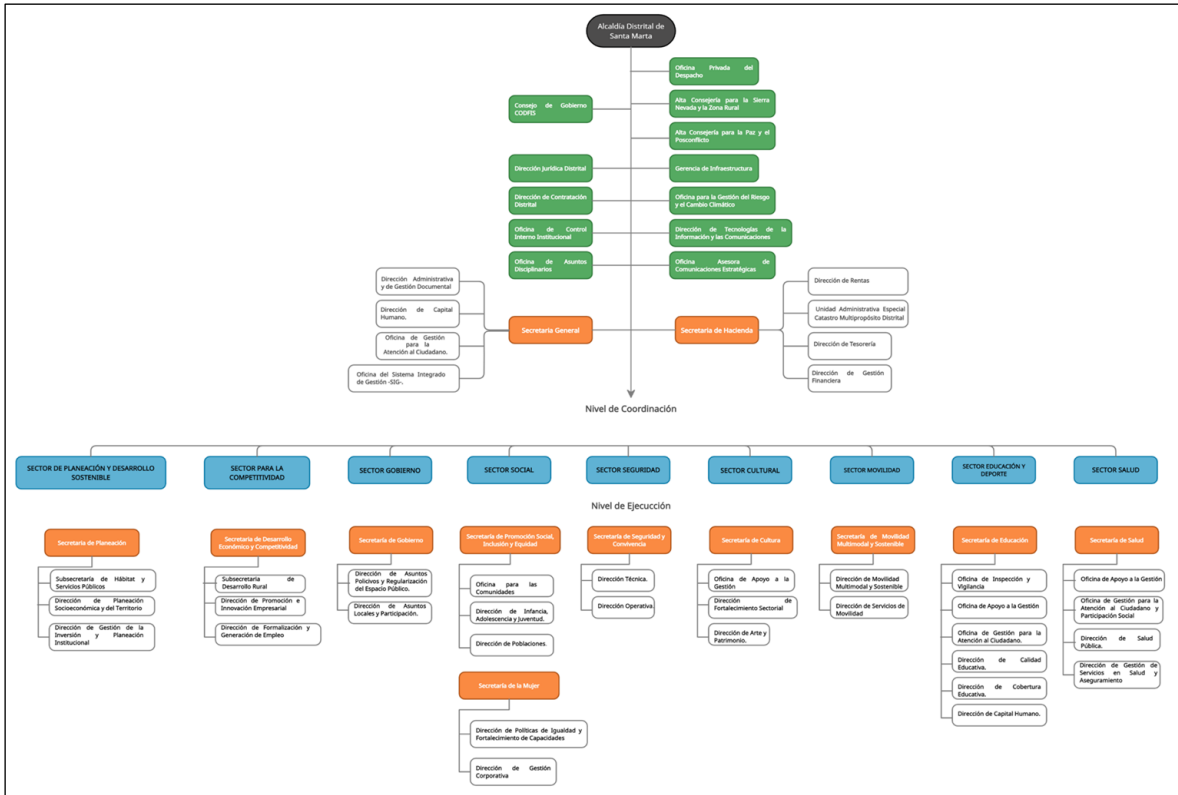 Alcaldía Distrital de
Santa Marta
Oficina Privada del
Despacho
Consejo de Gobierno
CODFÍS
Alta Consejería para la Sierra
Nevada y la Zona Rural
Alta Consejería para la Paz y el
Posconflicto
Dirección Jurídica Distrital
Gerencia de Infraestructura
Dirección de Contratación
Distrital
Oficina para la Gestión del Riesgo
y el Cambio Climático
Oficina de Control
Interno Institucional
Dirección de Tecnologías de la
Información y las Comunicaciones
Oficina de Asuntos
Disciplinarios
Oficina Asesora de
Comunicaciones Estratégicas
Dirección Administrativa
y de Gestión Documental
Dirección de Capital
Humano.
Oficina de Gestión
para la
Atención al Ciudadano.
Oficina del Sistema Integrado
de Gestión -SIG-.
Secretaria General
Secretaria de Hacienda
Dirección de Rentas
Unidad Administrativa Especial
Catastro Multipropósito Distrital
Dirección de Tesorería
Dirección de Gestión
Financiera
Nivel de Coordinación
SECTOR DE PLANEACIÓN Y DESARROLLO
SOSTENIBLE
SECTOR PARA LA
COMPETITIVIDAD
SECTOR GOBIERNO
SECTOR SOCIAL
SECTOR SEGURIDAD
SECTOR CULTURAL
SECTOR MOVILIDAD
SECTOR EDUCACIÓN Y
DEPORTE
SECTOR SALUD
Nivel de Ejecución
Secretaria de Planeación
Subsecretaría de Hábitat y
Servicios Públicos
Dirección de Planeación
Socioeconómica y del Territorio
Dirección de Gestión de la
Inversión y Planeación
Institucional
Secretaria de Desarrollo
Económico y Competitividad
Subsecretaria de
Desarrollo Rural
Dirección de Promoción e
Innovación Empresarial
Dirección de Formalización y
Generación de Empleo
Secretaría de Gobierno
Dirección de Asuntos
Policivos y Regularización
del Espacio Público.
Dirección de Asuntos
Locales y Participación.
Secretaría de Promoción Social,
Inclusión y Equidad
Oficina para las
Comunidades
Dirección de Infancia,
Adolescencia y Juventud.
Dirección de Poblaciones.
Secretaría de la Mujer
Dirección de Políticas de Igualdad y
Fortalecimiento de Capacidades
Dirección de Gestión
Corporativa
Secretaría de Seguridad y
Convivencia
Dirección Técnica.
Dirección Operativa.
Secretaría de Cultura
Oficina de Apoyo a la
Gestión
Dirección de
Fortalecimiento Sectorial
Dirección de Arte y
Patrimonio.
Secretaria de Movilidad
Multimodal y Sostenible
Dirección de Movilidad
Multimodal y Sostenible
Dirección de Servicios de
Movilidad
Secretaria de Educación
Oficina de Inspección y
Vigilancia
Oficina de Apoyo a la Gestión
Oficina de Gestión para la
Atención al Ciudadano.
Dirección de Calidad
Educativa.
Dirección de Cobertura
Educativa.
Dirección de Capital Humano.
Secretaria de Salud
Oficina de Apoyo a la Gestión
Oficina de Gestión para la
Atención al Ciudadano y
Participación Social
Dirección de Salud
Pública.
Dirección de Gestión de
Servicios en Salud y
Aseguramiento